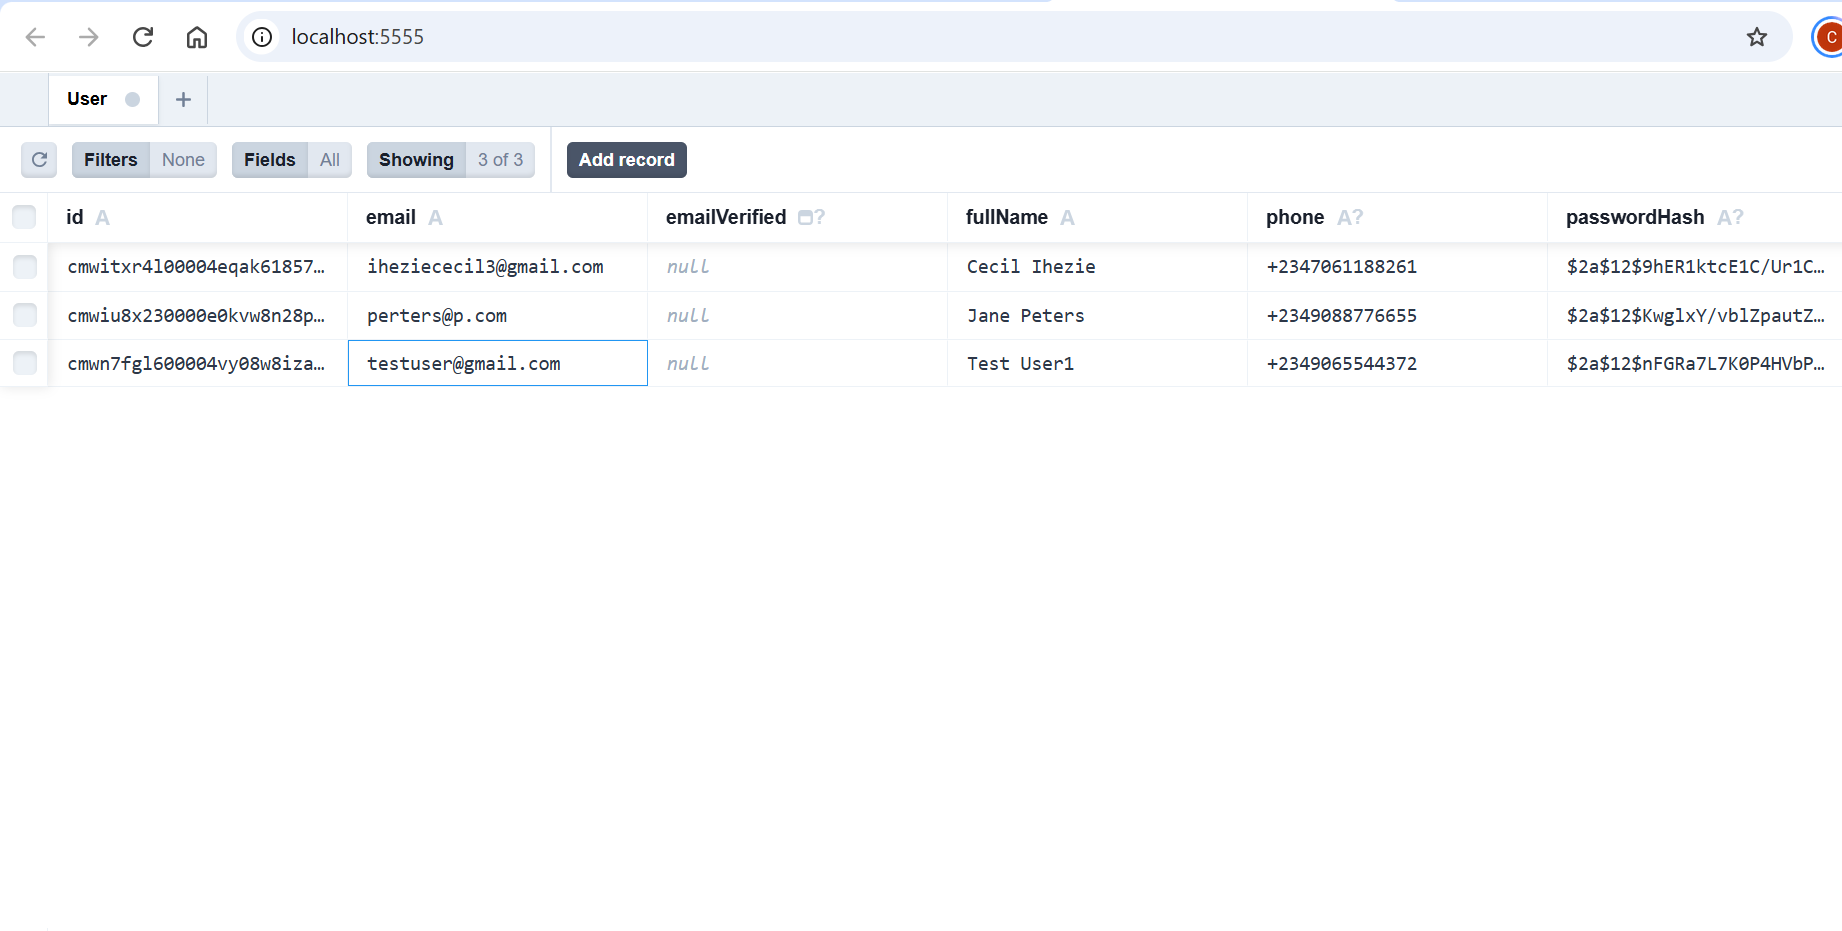 localhost:5555
C
User
Filters None Fields All Showing 3 of 3 Add record
id A email A emailVerified ? fullName A phone A? passwordHash A?
cmwitxr4l00004eqak61857… iheziececil3@gmail.com null Cecil Ihezie +2347061188261 $2a$12$9hER1ktcE1C/Ur1C…
cmwiu8x230000e0kvw8n28p… perters@p.com null Jane Peters +2349088776655 $2a$12$KwglxY/vblZpautZ…
cmwn7fgl600004vy08w8iza… testuser@gmail.com null Test User1 +2349065544372 $2a$12$nFGRa7L7K0P4HVbP…